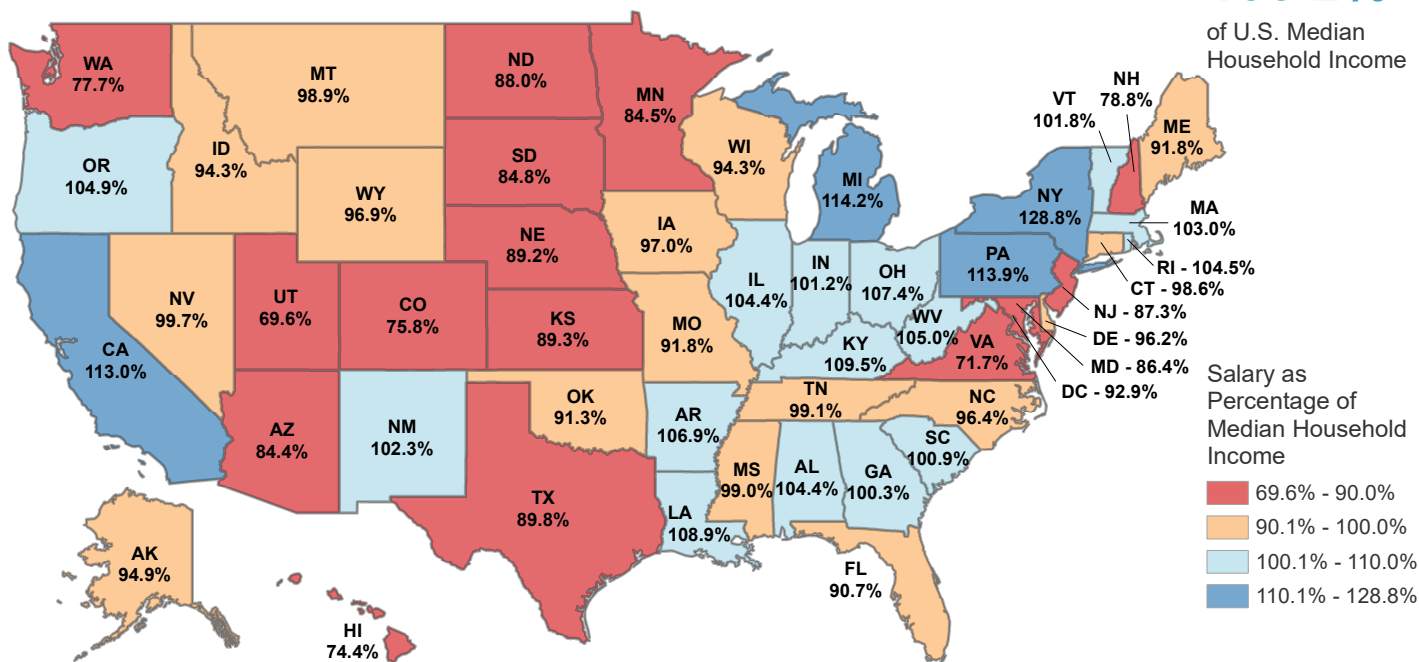 of U.S. Median
Household Income
WA
77.7%
MT
98.9%
ND
88.0%
MN
84.5%
NH
78.8%
VT
101.8%
ME
91.8%
OR
104.9%
ID
94.3%
SD
84.8%
WI
94.3%
MI
114.2%
NY
128.8%
MA
103.0%
WY
96.9%
IA
97.0%
NE
89.2%
PA
113.9%
RI - 104.5%
CT - 98.6%
NJ - 87.3%
DE - 96.2%
MD - 86.4%
DC - 92.9%
NV
99.7%
UT
69.6%
CO
75.8%
KS
89.3%
MO
91.8%
IL
104.4%
IN
101.2%
OH
107.4%
WV
105.0%
VA
71.7%
KY
109.5%
CA
113.0%
AZ
84.4%
NM
102.3%
OK
91.3%
AR
106.9%
TN
99.1%
NC
96.4%
SC
100.9%
TX
89.8%
LA
108.9%
MS
99.0%
AL
104.4%
GA
100.3%
FL
90.7%
AK
94.9%
HI
74.4%
Salary as
Percentage of
Median Household
Income
69.6% - 90.0%
90.1% - 100.0%
100.1% - 110.0%
110.1% - 128.8%